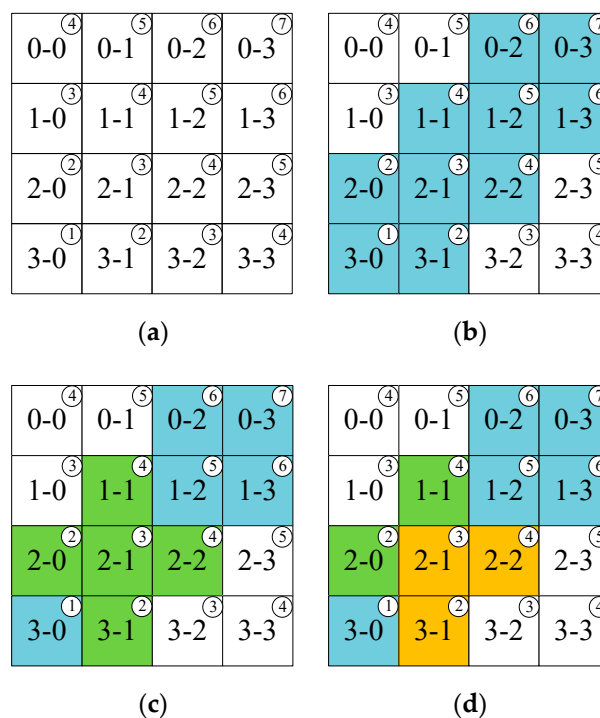 ④ ⑤ ⑥ ⑦ ④ ⑤ ⑥ ⑦
0-0 0-1 0-2 0-3 0-0 0-1 0-2 0-3
③ ④ ⑤ ⑥ ③ ④ ⑤ ⑥
1-0 1-1 1-2 1-3 1-0 1-1 1-2 1-3
② ③ ④ ⑤ ② ③ ④ ⑤
2-0 2-1 2-2 2-3 2-0 2-1 2-2 2-3
① ② ③ ④ ① ② ③ ④
3-0 3-1 3-2 3-3 3-0 3-1 3-2 3-3
(a) (b)
④ ⑤ ⑥ ⑦ ④ ⑤ ⑥ ⑦
0-0 0-1 0-2 0-3 0-0 0-1 0-2 0-3
③ ④ ⑤ ⑥ ③ ④ ⑤ ⑥
1-0 1-1 1-2 1-3 1-0 1-1 1-2 1-3
② ③ ④ ⑤ ② ③ ④ ⑤
2-0 2-1 2-2 2-3 2-0 2-1 2-2 2-3
① ② ③ ④ ① ② ③ ④
3-0 3-1 3-2 3-3 3-0 3-1 3-2 3-3
(c) (d)